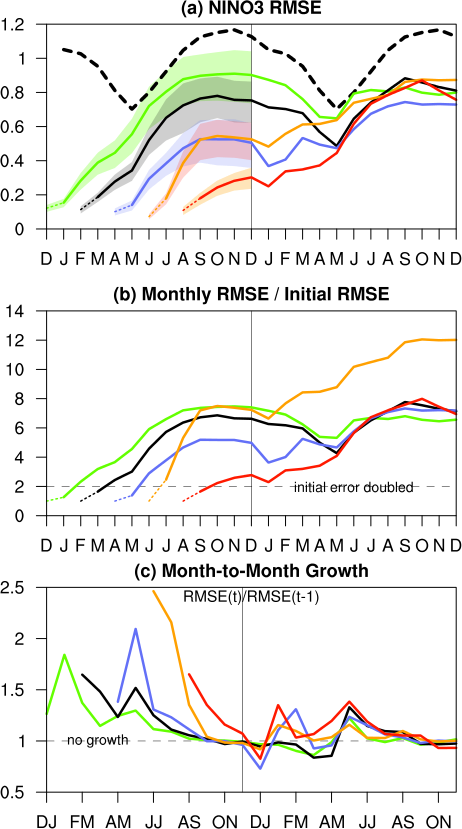 (a) NINO3 RMSE
1.2
1
0.8
0.6
0.4
0.2
0
D J F M A M J J A S O N D J F M A M J J A S O N D
(b) Monthly RMSE / Initial RMSE
14
12
10
8
6
4
2
0
initial error doubled
D J F M A M J J A S O N D J F M A M J J A S O N D
(c) Month-to-Month Growth
RMSE(t)/RMSE(t-1)
2.5
2
1.5
1
0.5
no growth
DJ FM AM JJ AS ON DJ FM AM JJ AS ON